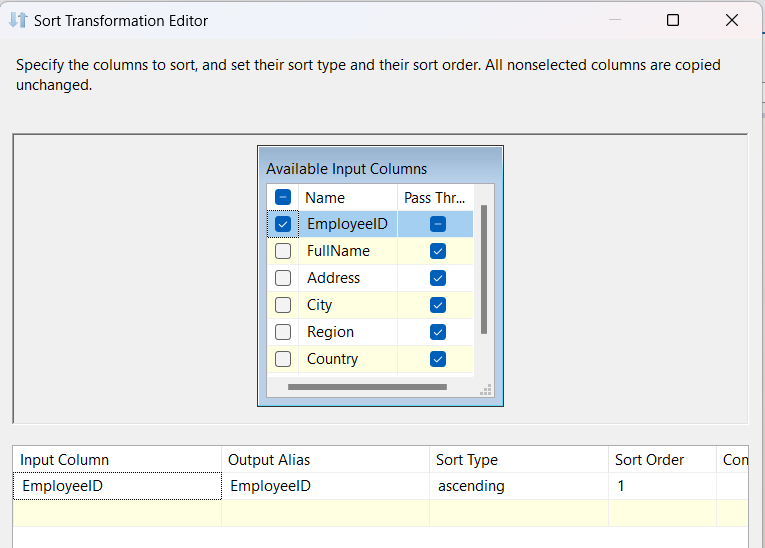 Sort Transformation Editor
Specify the columns to sort, and set their sort type and their sort order. All nonselected columns are copied
unchanged.
Available Input Columns
Name Pass Thr...
EmployeeID
FullName
Address
City
Region
Country
Input Column Output Alias Sort Type Sort Order Con
EmployeeID EmployeeID ascending 1